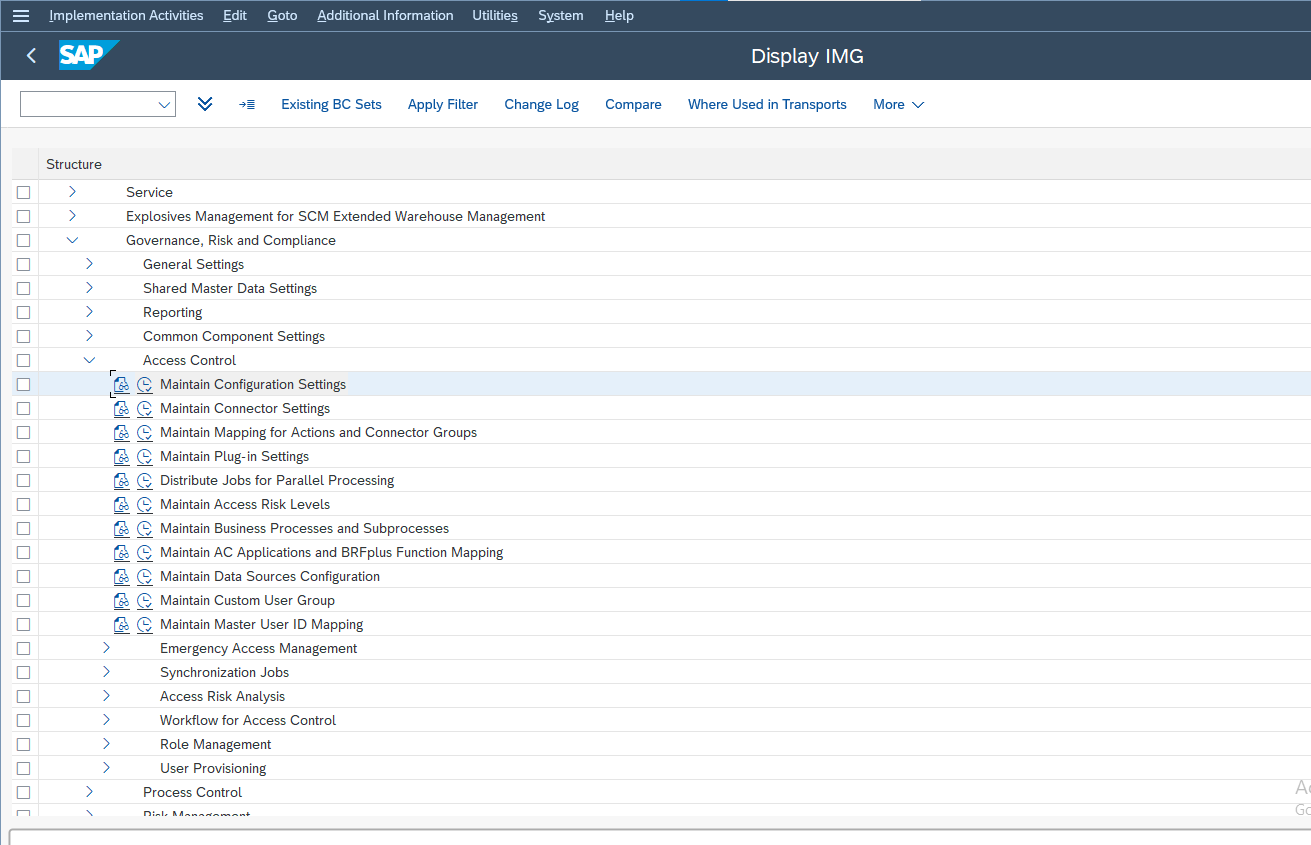 Implementation Activities Edit Goto Additional Information Utilities System Help
SAP Display IMG
Existing BC Sets Apply Filter Change Log Compare Where Used in Transports More
Structure
Service
Explosives Management for SCM Extended Warehouse Management
Governance, Risk and Compliance
General Settings
Shared Master Data Settings
Reporting
Common Component Settings
Access Control
Maintain Configuration Settings
Maintain Connector Settings
Maintain Mapping for Actions and Connector Groups
Maintain Plug-in Settings
Distribute Jobs for Parallel Processing
Maintain Access Risk Levels
Maintain Business Processes and Subprocesses
Maintain AC Applications and BRFplus Function Mapping
Maintain Data Sources Configuration
Maintain Custom User Group
Maintain Master User ID Mapping
Emergency Access Management
Synchronization Jobs
Access Risk Analysis
Workflow for Access Control
Role Management
User Provisioning
Process Control
Risk Management